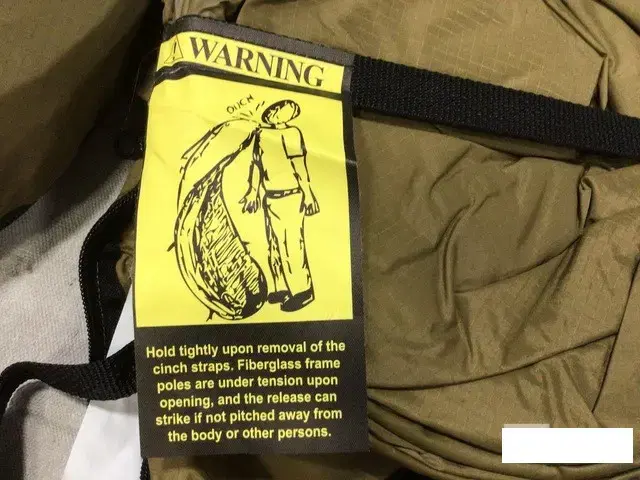 WARNING
OUCH
Hold tightly upon removal of the
cinch straps. Fiberglass frame
poles are under tension upon
opening, and the release can
strike if not pitched away from
the body or other persons.